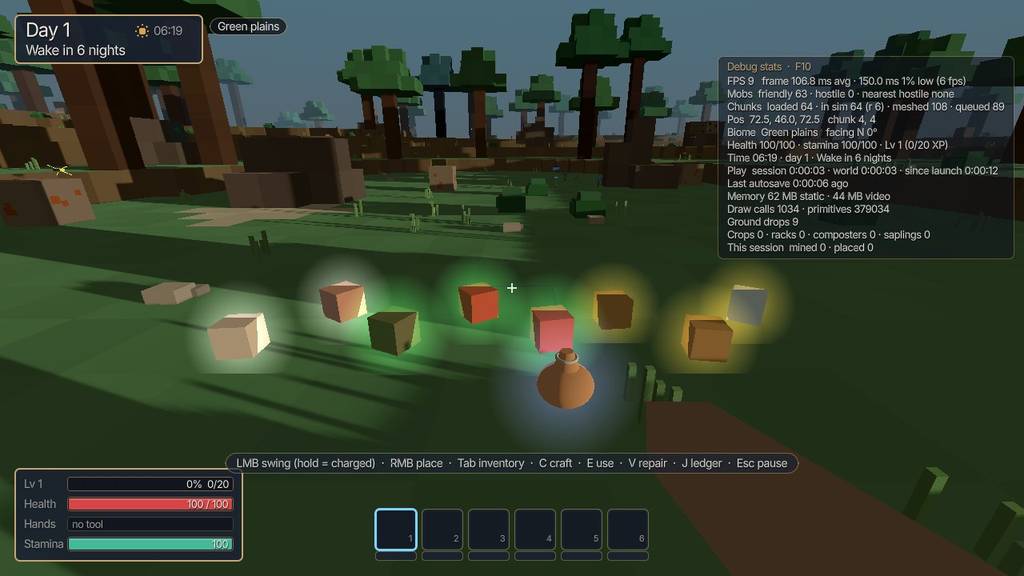 Day 1
06:19
Wake in 6 nights
Green plains
Debug stats · F10
FPS 9 frame 106.8 ms avg · 150.0 ms 1% low (6 fps)
Mobs friendly 63 · hostile 0 · nearest hostile none
Chunks loaded 64 · in sim 64 (r 6) · meshed 108 · queued 89
Pos 72.5, 46.0, 72.5 chunk 4, 4
Biome Green plains facing N 0°
Health 100/100 · stamina 100/100 · Lv 1 (0/20 XP)
Time 06:19 · day 1 · Wake in 6 nights
Play session 0:00:03 · world 0:00:03 · since launch 0:00:12
Last autosave 0:00:06 ago
Memory 62 MB static · 44 MB video
Draw calls 1034 · primitives 379034
Ground drops 9
Crops 0 · racks 0 · composters 0 · saplings 0
This session mined 0 · placed 0
LMB swing (hold = charged) · RMB place · Tab inventory · C craft · E use · V repair · J ledger · Esc pause
Lv 1 0% 0/20
Health 100 / 100
Hands no tool
Stamina 100
1 2 3 4 5 6